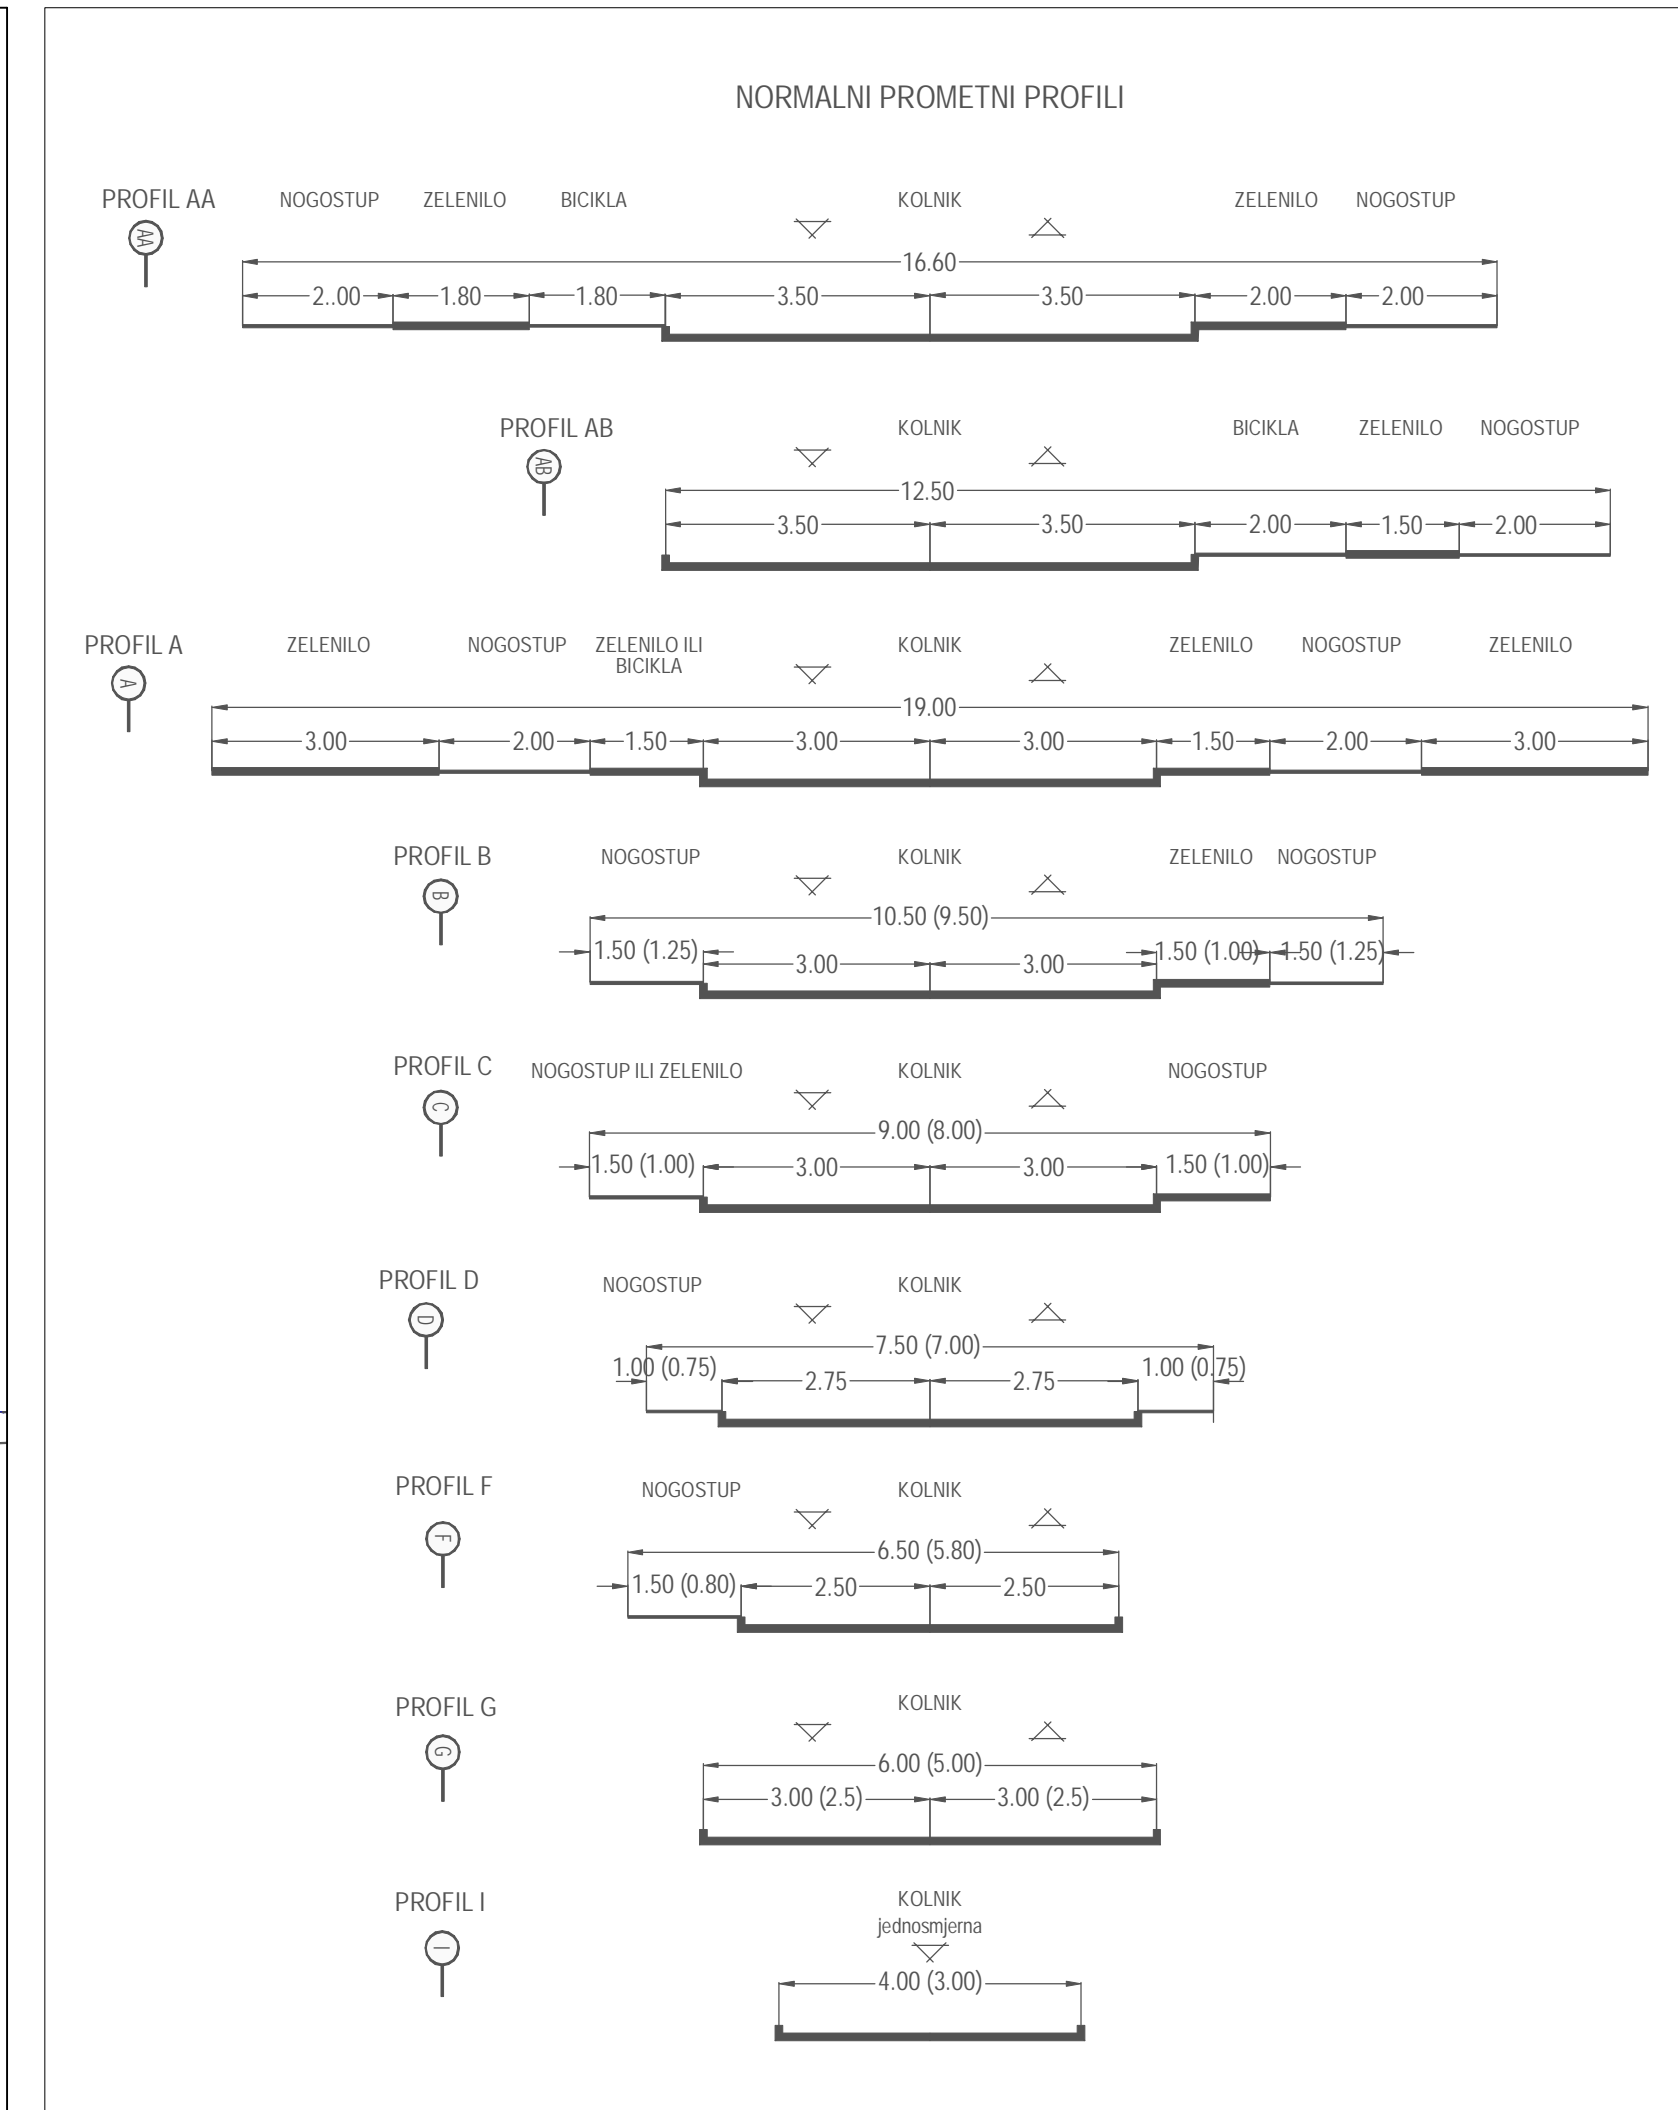 NORMALNI PROMETNI PROFILI
PROFIL AA NOGOSTUP ZELENILO BICIKLA KOLNIK ZELENILO NOGOSTUP
AA
16.60
2..00 1.80 1.80 3.50 3.50 2.00 2.00
PROFIL AB KOLNIK BICIKLA ZELENILO NOGOSTUP
AB
12.50
3.50 3.50 2.00 1.50 2.00
PROFIL A ZELENILO NOGOSTUP ZELENILO ILI KOLNIK ZELENILO NOGOSTUP ZELENILO
BICIKLA
A
19.00
3.00 2.00 1.50 3.00 3.00 1.50 2.00 3.00
PROFIL B NOGOSTUP KOLNIK ZELENILO NOGOSTUP
B
10.50 (9.50)
1.50 (1.25) 3.00 3.00 1.50 (1.00) 1.50 (1.25)
PROFIL C NOGOSTUP ILI ZELENILO KOLNIK NOGOSTUP
C
9.00 (8.00)
1.50 (1.00) 3.00 3.00 1.50 (1.00)
PROFIL D NOGOSTUP KOLNIK
D
7.50 (7.00)
1.00 (0.75) 2.75 2.75 1.00 (0.75)
PROFIL F NOGOSTUP KOLNIK
F
6.50 (5.80)
1.50 (0.80) 2.50 2.50
PROFIL G KOLNIK
G
6.00 (5.00)
3.00 (2.5) 3.00 (2.5)
PROFIL I KOLNIK
jednosmjerna
I
4.00 (3.00)